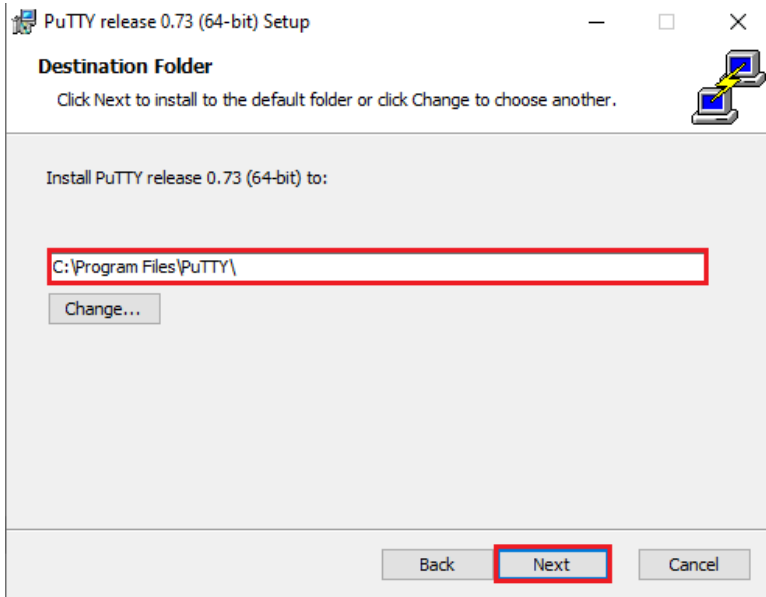 PuTTY release 0.73 (64-bit) Setup
Destination Folder
Click Next to install to the default folder or click Change to choose another.
Install PuTTY release 0.73 (64-bit) to:
C:\Program Files\PuTTY\
Change...
Back Next Cancel